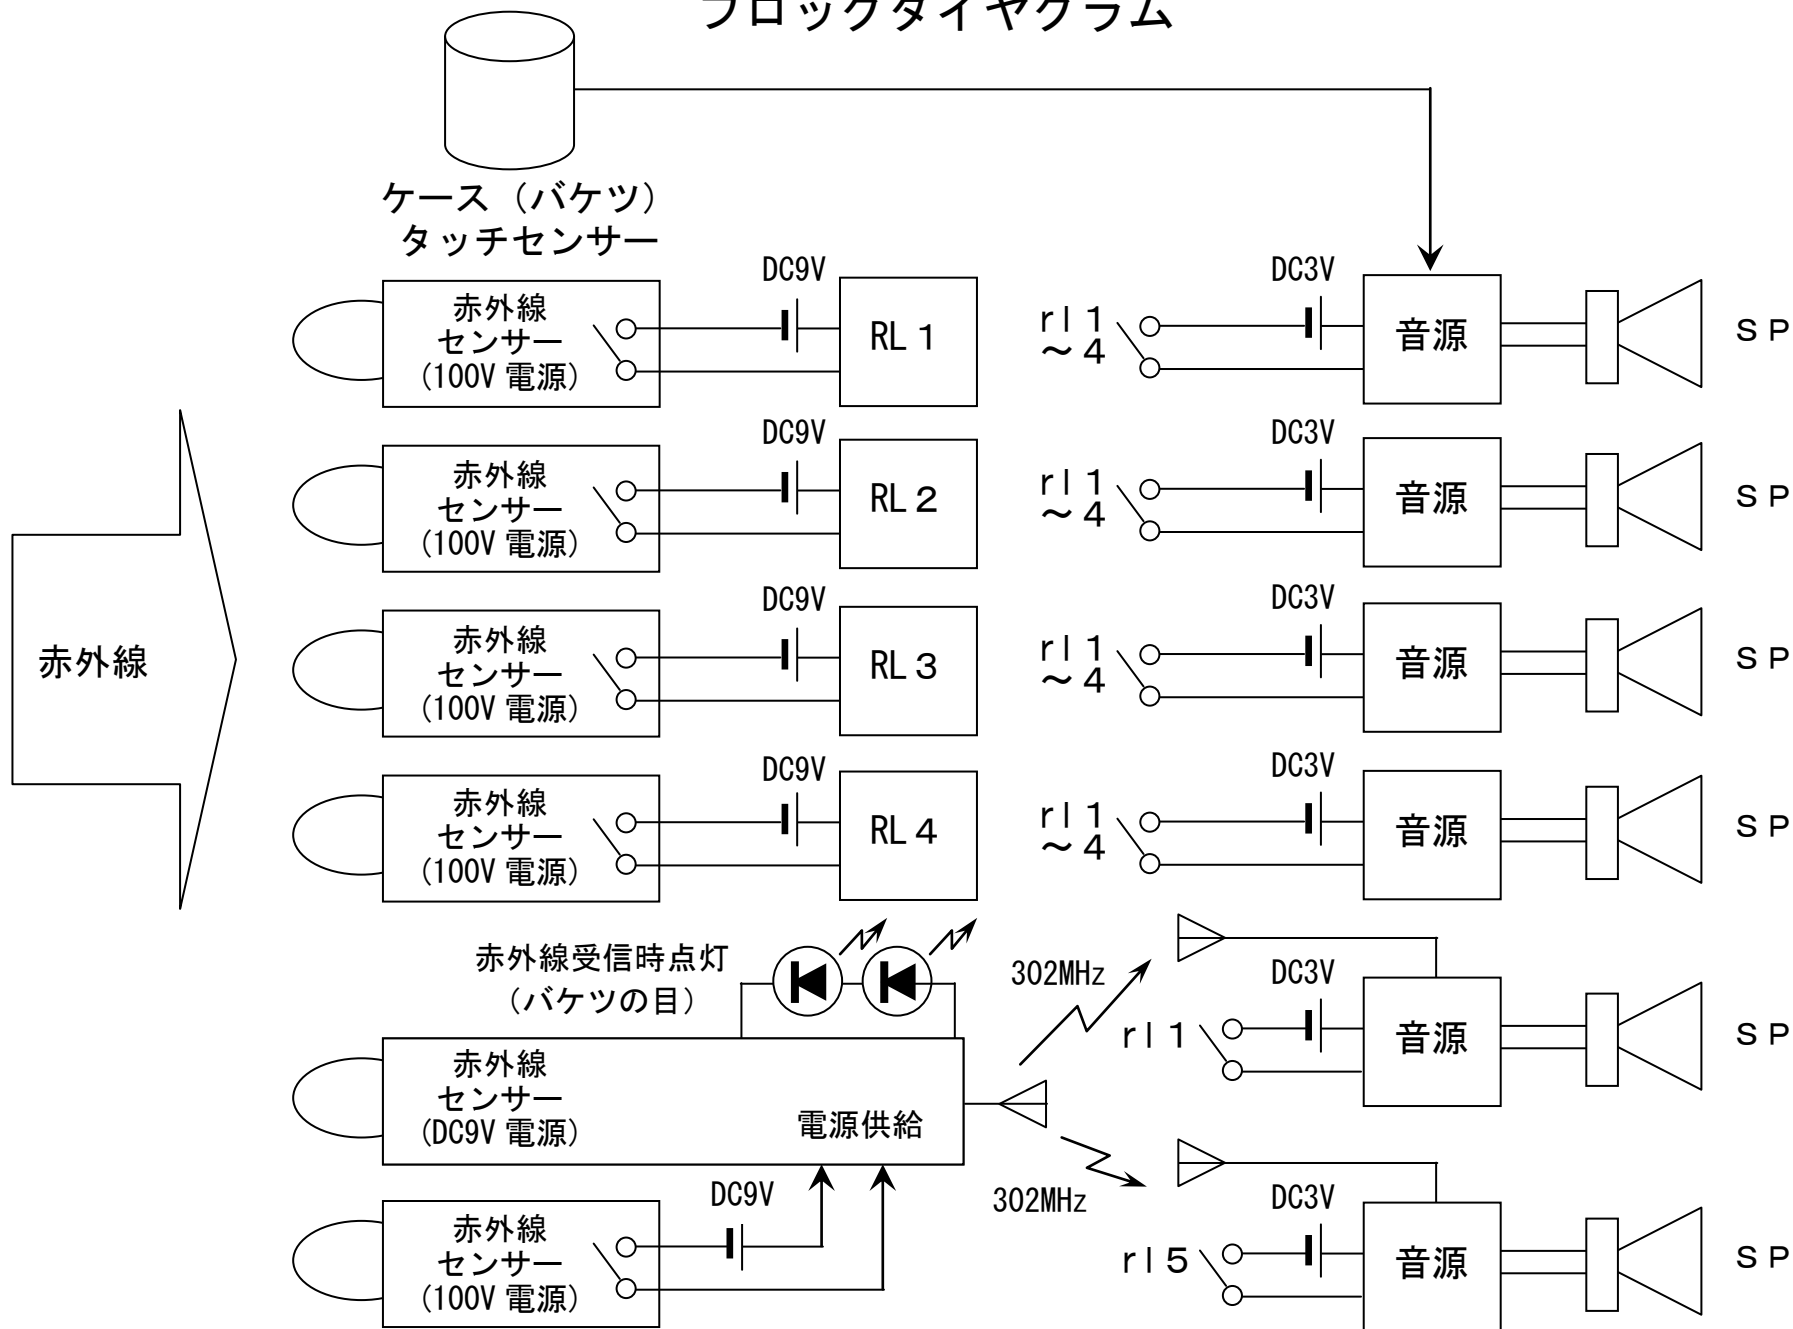 ブロックダイヤグラム
ケース（バケツ）
タッチセンサー
赤外線
センサー
(100V 電源)
DC9V
RL１
rl１
～４
DC3V
音源
ＳＰ
赤外線
センサー
(100V 電源)
DC9V
RL２
rl１
～４
DC3V
音源
ＳＰ
赤外線
赤外線
センサー
(100V 電源)
DC9V
RL３
rl１
～４
DC3V
音源
ＳＰ
赤外線
センサー
(100V 電源)
DC9V
RL４
rl１
～４
DC3V
音源
ＳＰ
赤外線受信時点灯
（バケツの目）
302MHz
DC3V
rl１
音源
ＳＰ
赤外線
センサー
(DC9V 電源)
電源供給
302MHz
赤外線
センサー
(100V 電源)
DC9V
DC3V
rl５
音源
ＳＰ